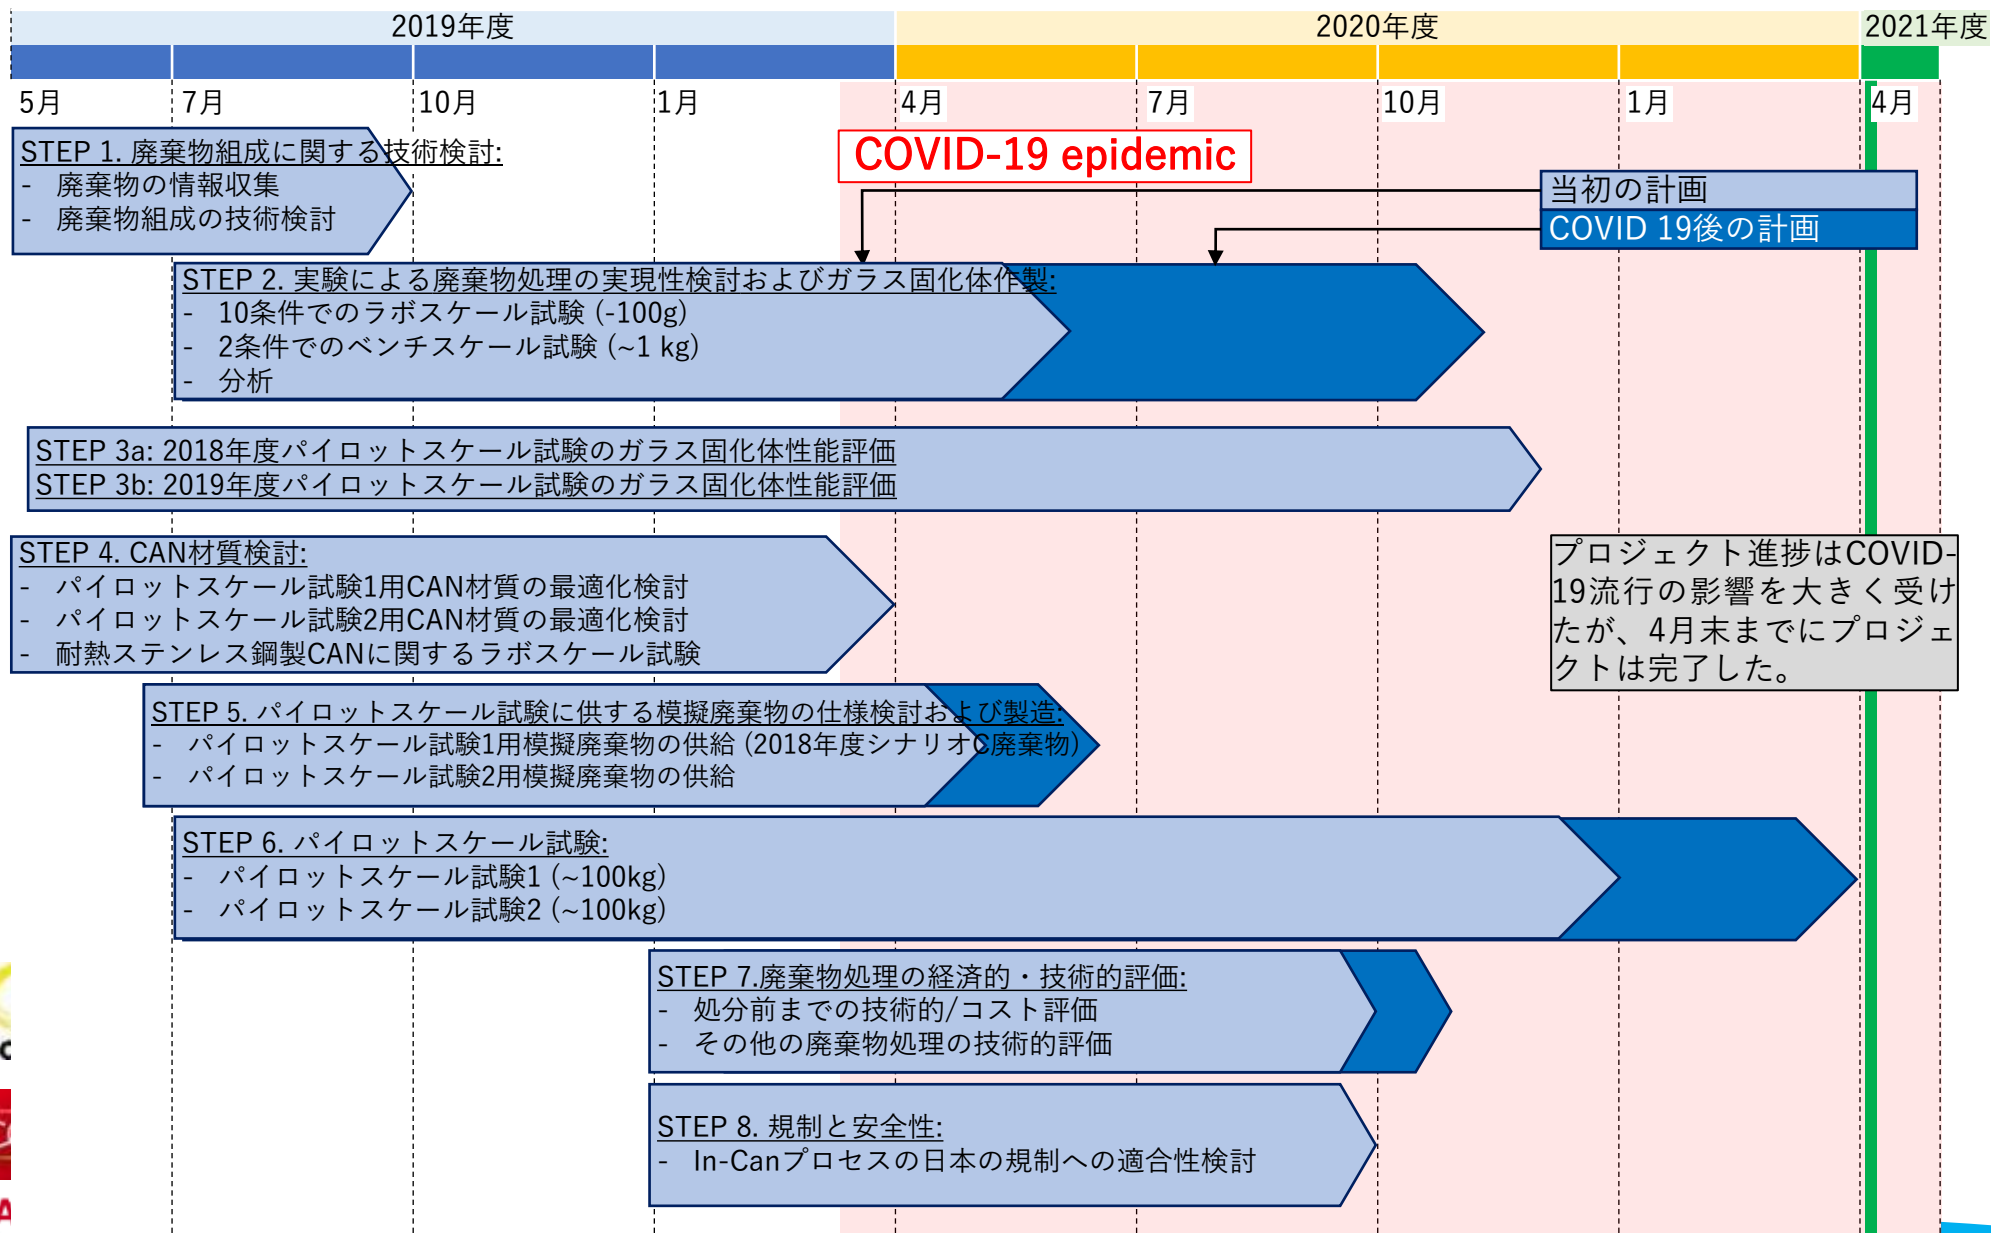 2019年度
2020年度
2021年度
5月
7月
10月
1月
4月
7月
10月
1月
4月
STEP 1. 廃棄物組成に関する技術検討:
- 廃棄物の情報収集
- 廃棄物組成の技術検討
COVID-19 epidemic
当初の計画
COVID 19後の計画
STEP 2. 実験による廃棄物処理の実現性検討およびガラス固化体作製:
- 10条件でのラボスケール試験 (-100g)
- 2条件でのベンチスケール試験 (~1 kg)
- 分析
STEP 3a: 2018年度パイロットスケール試験のガラス固化体性能評価
STEP 3b: 2019年度パイロットスケール試験のガラス固化体性能評価
STEP 4. CAN材質検討:
- パイロットスケール試験1用CAN材質の最適化検討
- パイロットスケール試験2用CAN材質の最適化検討
- 耐熱ステンレス鋼製CANに関するラボスケール試験
プロジェクト進捗はCOVID-
19流行の影響を大きく受け
たが、4月末までにプロジェ
クトは完了した。
STEP 5. パイロットスケール試験に供する模擬廃棄物の仕様検討および製造:
- パイロットスケール試験1用模擬廃棄物の供給 (2018年度シナリオC廃棄物)
- パイロットスケール試験2用模擬廃棄物の供給
STEP 6. パイロットスケール試験:
- パイロットスケール試験1 (~100kg)
- パイロットスケール試験2 (~100kg)
STEP 7.廃棄物処理の経済的・技術的評価:
- 処分前までの技術的/コスト評価
- その他の廃棄物処理の技術的評価
STEP 8. 規制と安全性:
- In-Canプロセスの日本の規制への適合性検討